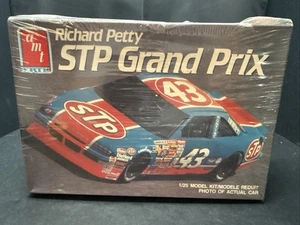 amt
ERTL
Richard Petty
STP Grand Prix
43
STP
STP
43
1/25 MODEL KIT/MODELE REDUIT
PHOTO OF ACTUAL CAR